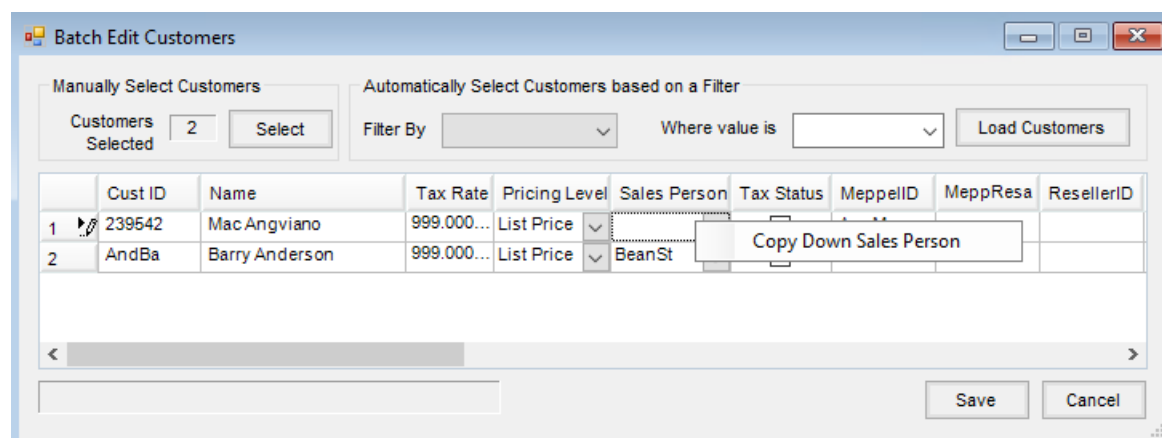 Batch Edit Customers
Manually Select Customers
Automatically Select Customers based on a Filter
Customers Selected 2 Select
Filter By
Where value is
Load Customers
Cust ID Name Tax Rate Pricing Level Sales Person Tax Status MeppelID MeppResa ResellerID
1 239542 Mac Angviano 999.000... List Price
Copy Down Sales Person
2 AndBa Barry Anderson 999.000... List Price BeanSt
Save Cancel